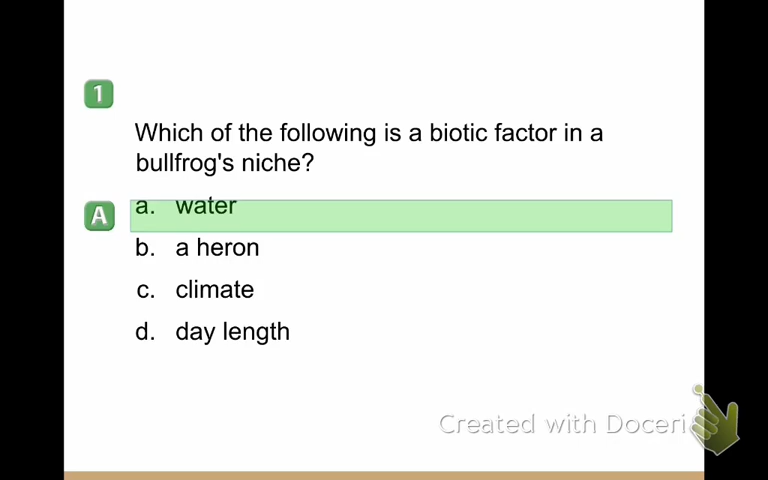 1
Which of the following is a biotic factor in a
bullfrog's niche?
A
a. water
b. a heron
c. climate
d. day length
Created with Doceri